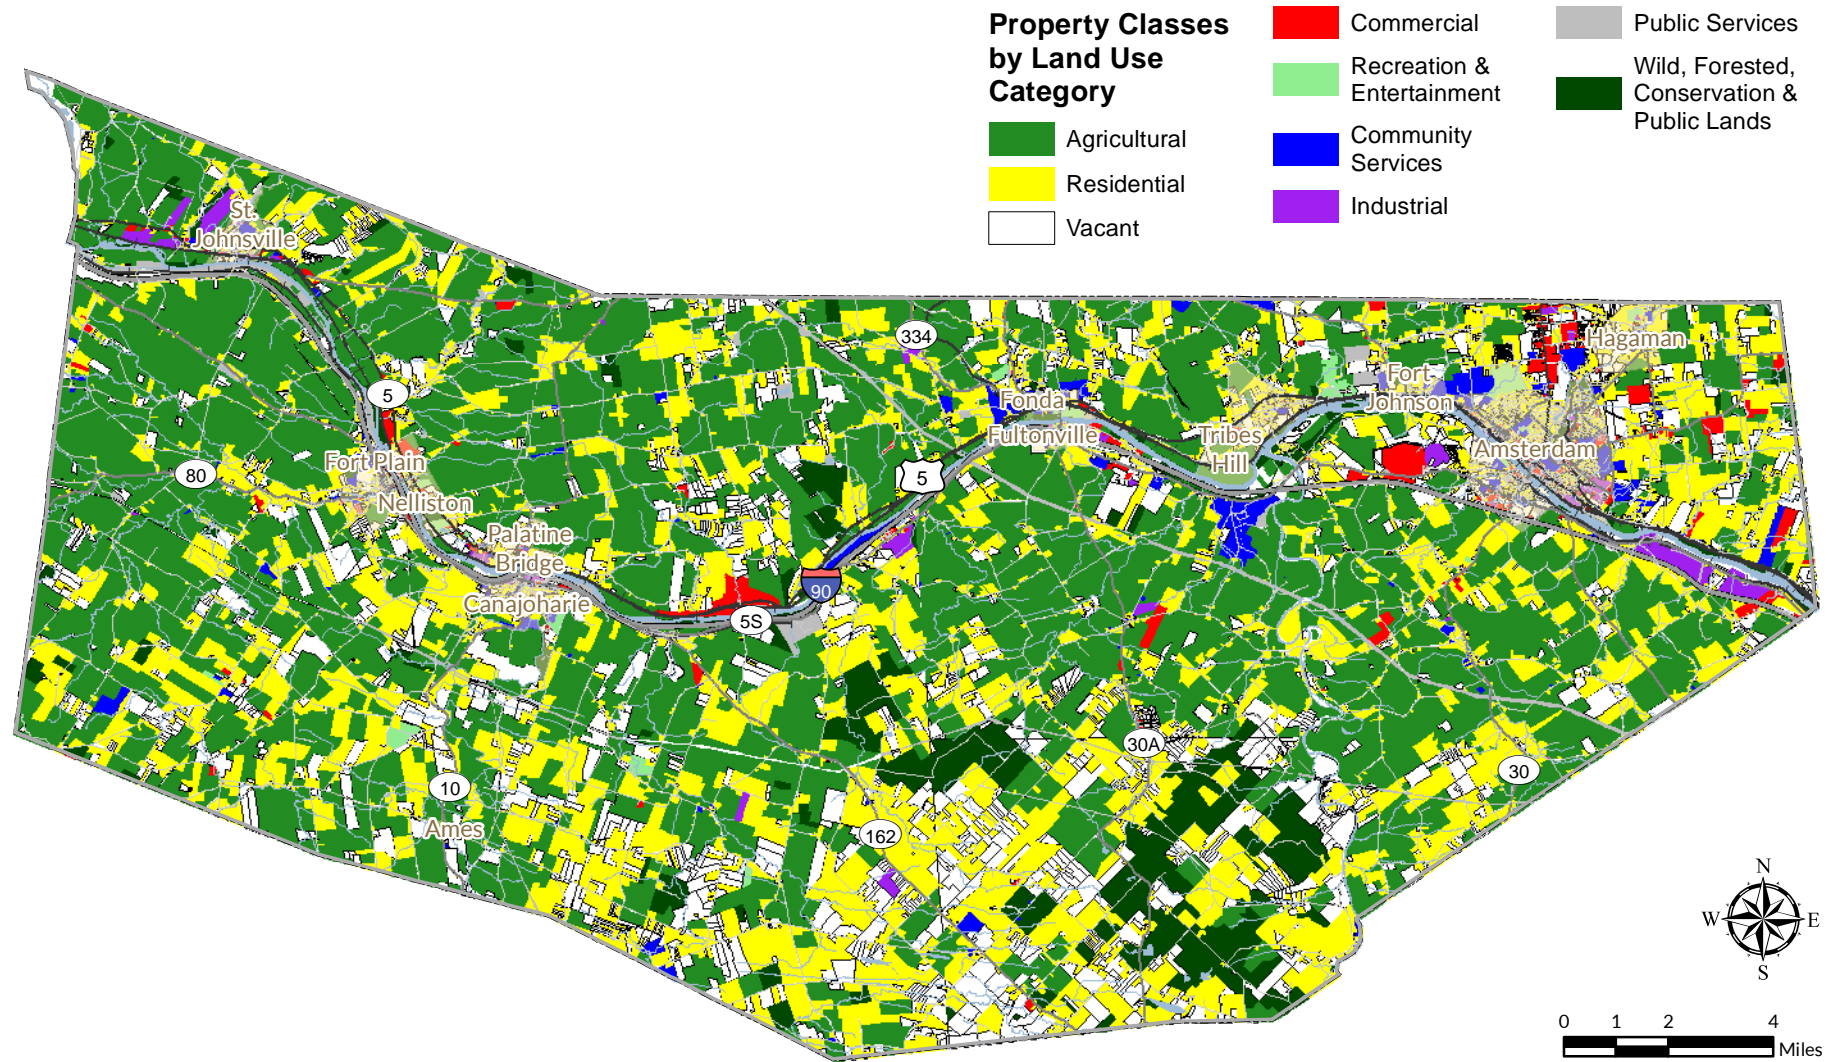 Property Classes
by Land Use
Category
Agricultural
Residential
Vacant
Commercial
Recreation &
Entertainment
Community
Services
Industrial
Public Services
Wild, Forested,
Conservation &
Public Lands
St.
Johnsville
334
Hagaman
Fort
Johnson
5
Fonda
Fultonville
Tribes
Hill
Amsterdam
Fort Plain
80
Nelliston
5
Palatine
Bridge
90
Canajoharie
5S
30A
30
10
Ames
162
N
W
E
S
0
1
2
4
Miles